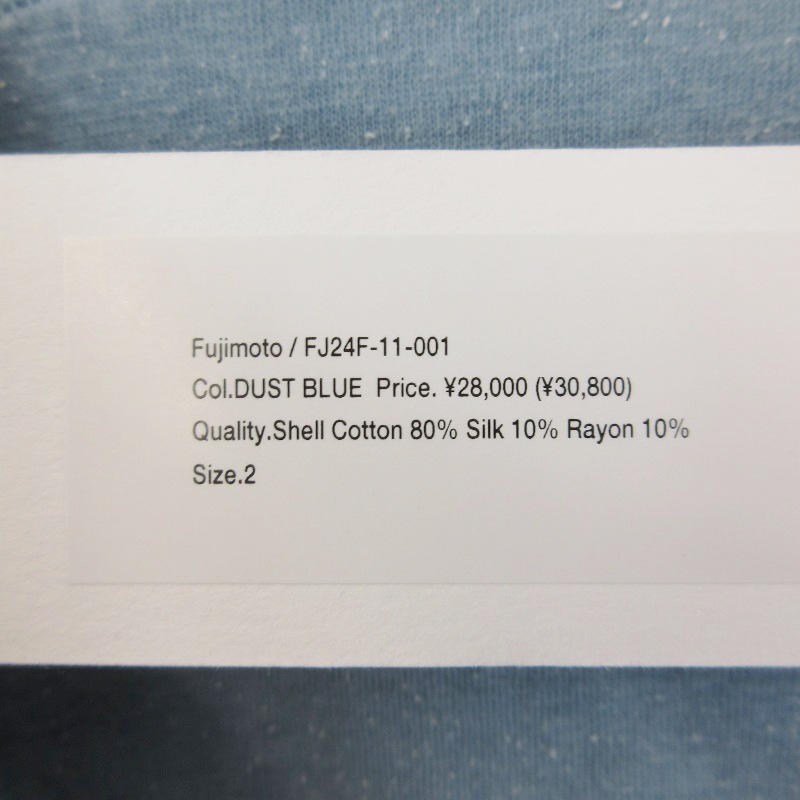 Fujimoto / FJ24F-11-001
Col.DUST BLUE Price. ¥28,000 (¥30,800)
Quality.Shell Cotton 80% Silk 10% Rayon 10%
Size.2